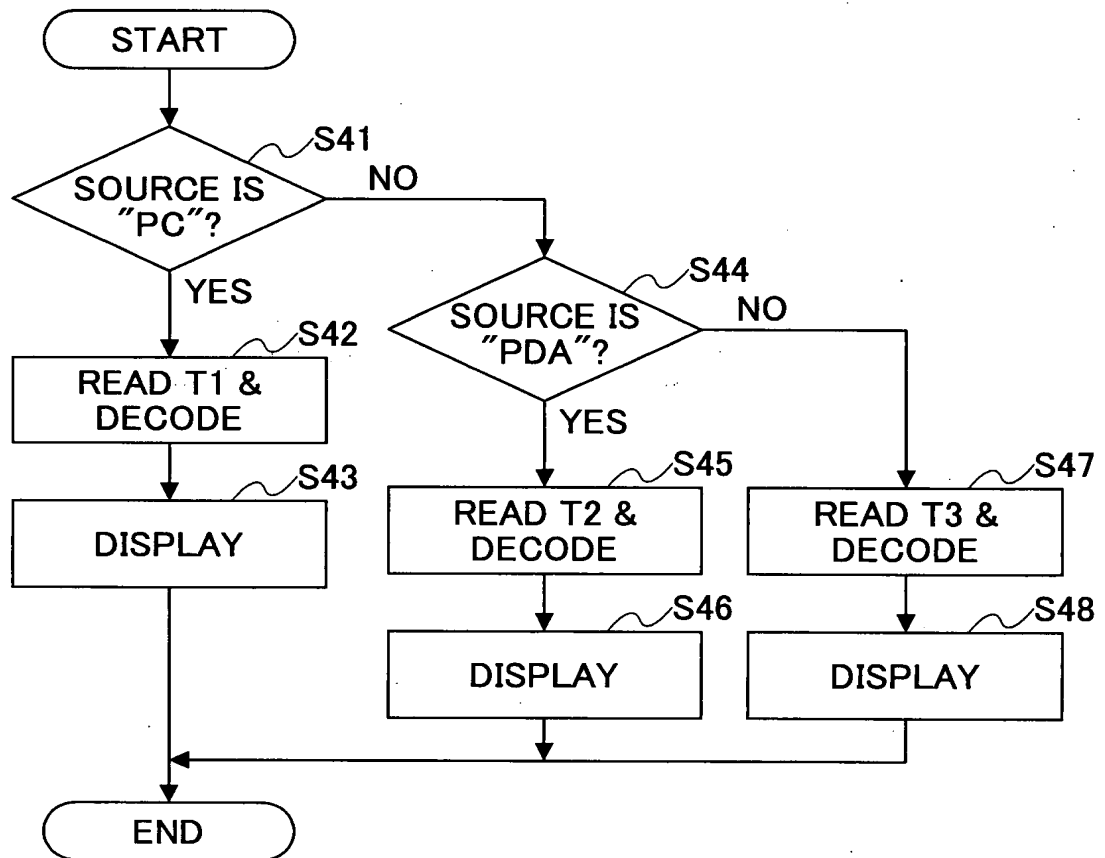 START
S41
SOURCE IS
"PC"?
NO
YES
S44
SOURCE IS
"PDA"?
NO
YES
S42
READ T1 &
DECODE
S43
DISPLAY
S45
READ T2 &
DECODE
S46
DISPLAY
S47
READ T3 &
DECODE
S48
DISPLAY
END